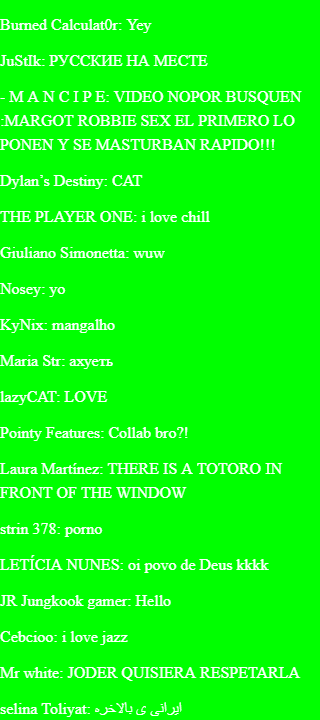 Burned Calculat0r: Yey
JuStIk: РУССКИЕ НА МЕСТЕ
- M A N C I P E: VIDEO NOPOR BUSQUEN
:MARGOT ROBBIE SEX EL PRIMERO LO
PONEN Y SE MASTURBAN RAPIDO!!!
Dylan's Destiny: CAT
THE PLAYER ONE: i love chill
Giuliano Simonetta: wuw
Nosey: yo
KyNix: mangalho
Maria Str: ахуеть
lazyCAT: LOVE
Pointy Features: Collab bro?!
Laura Martínez: THERE IS A TOTORO IN
FRONT OF THE WINDOW
strin 378: porno
LETÍCIA NUNES: oi povo de Deus kkkk
JR Jungkook gamer: Hello
Cebcioo: i love jazz
Mr white: JODER QUISIERA RESPETARLA
selina Toliyat: ایرانی ی بالاخره